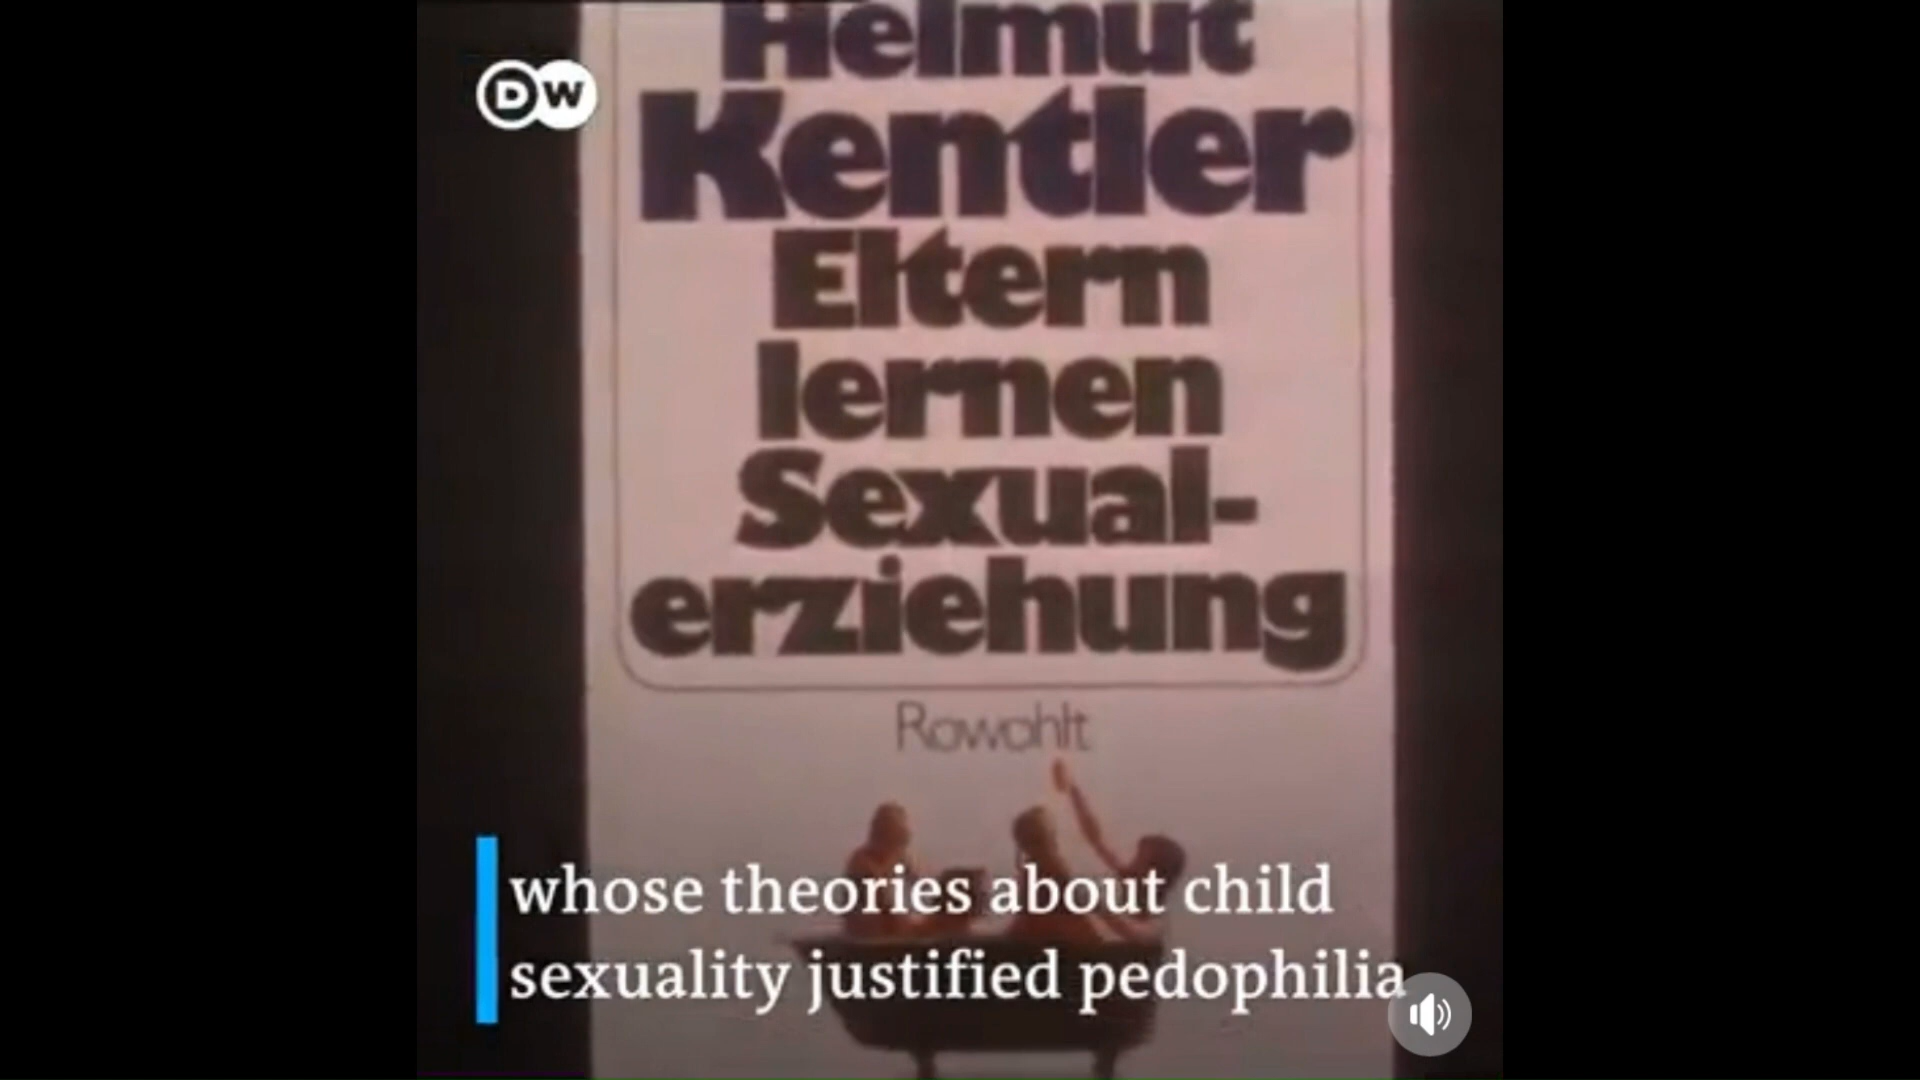 DW
Helmut
Kentler
Eltern
lernen
Sexual-
erziehung
Rowohlt
whose theories about child
sexuality justified pedophilia